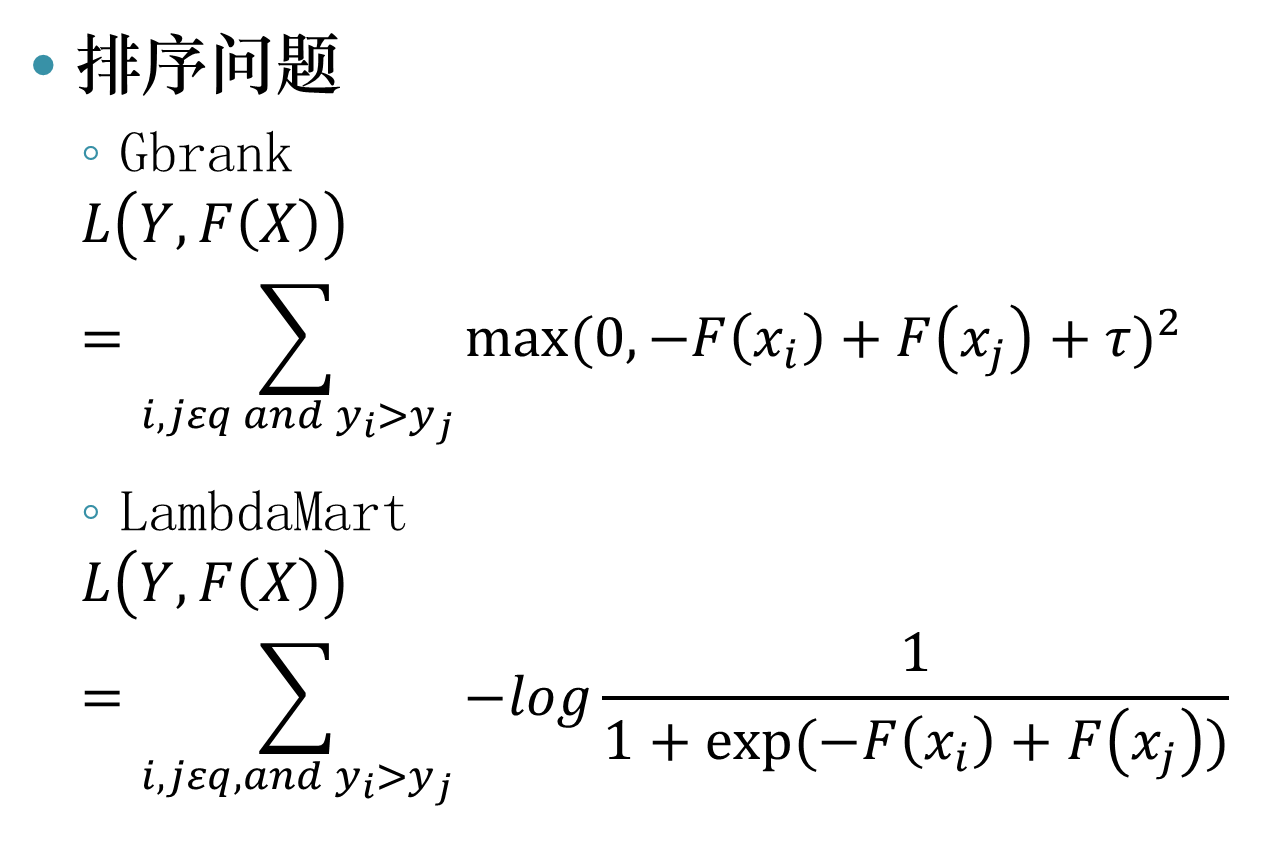 • 排序问题
◦ Gbrank
L(Y, F(X))
= ∑_{i,jεq and y_i>y_j} max(0, −F(x_i) + F(x_j) + τ)²
◦ LambdaMart
L(Y, F(X))
= ∑_{i,jεq,and y_i>y_j} −log 1/(1 + exp(−F(x_i) + F(x_j)))